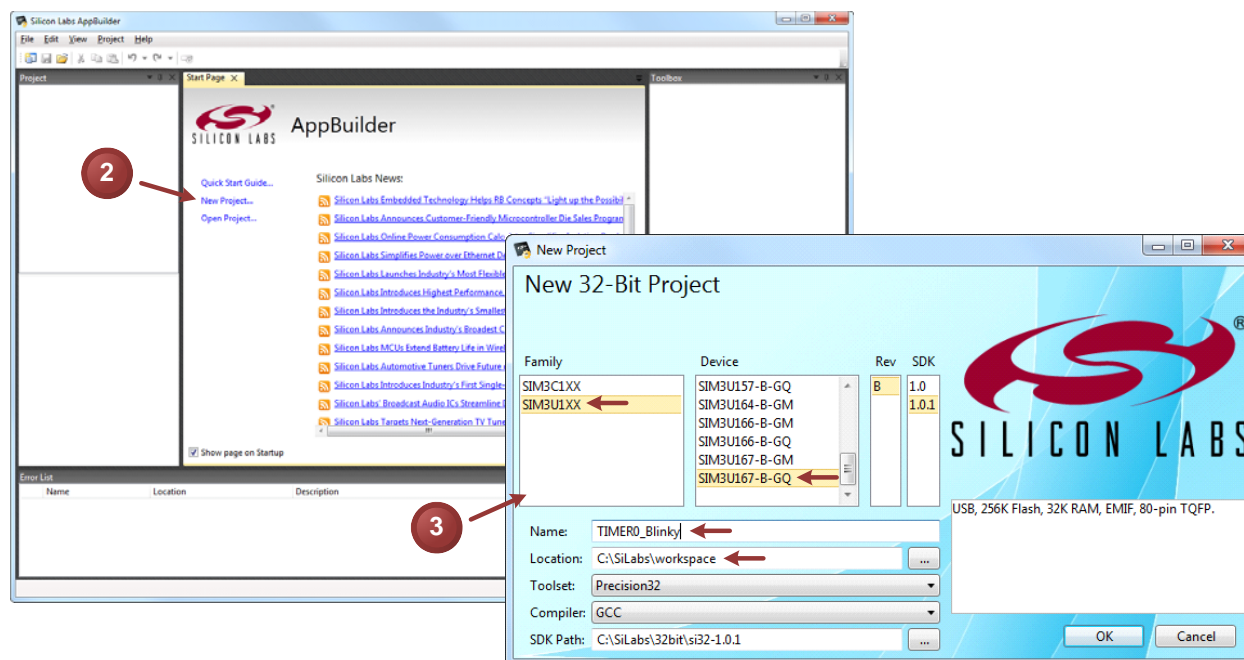 Silicon Labs AppBuilder
File Edit View Project Help
Project
Start Page
Toolbox
SILICON LABS
®
AppBuilder
2
Quick Start Guide...
New Project...
Open Project...
Silicon Labs News:
Silicon Labs Embedded Technology Helps RB Concepts "Light up the Possibil
Silicon Labs Announces Customer-Friendly Microcontroller Die Sales Program
Silicon Labs Online Power Consumption
Silicon Labs Simplifies Power over Ethernet
Silicon Labs Launches Industry's Most Flexible
Silicon Labs Introduces Highest Performance,
Silicon Labs Introduces the Industry's Smallest
Silicon Labs Announces Industry's Broadest C
Silicon Labs MCUs Extend Battery Life in
Silicon Labs Automotive Tuners Drive Future
Silicon Labs Introduces Industry's First Single-
Silicon Labs' Broadcast Audio ICs Streamline
Silicon Labs Targets Next-Generation TV Tune
Show page on Startup
Error List
Name Location Description
3
New Project
New 32-Bit Project
Family Device Rev SDK
SIM3C1XX
SIM3U1XX
SIM3U157-B-GQ
SIM3U164-B-GM
SIM3U166-B-GM
SIM3U166-B-GQ
SIM3U167-B-GM
SIM3U167-B-GQ
B
1.0
1.0.1
®
SILICON LABS
USB, 256K Flash, 32K RAM, EMIF, 80-pin TQFP.
Name: TIMER0_Blinky
Location: C:\SiLabs\workspace ...
Toolset: Precision32
Compiler: GCC
SDK Path: C:\SiLabs\32bit\si32-1.0.1 ...
OK Cancel